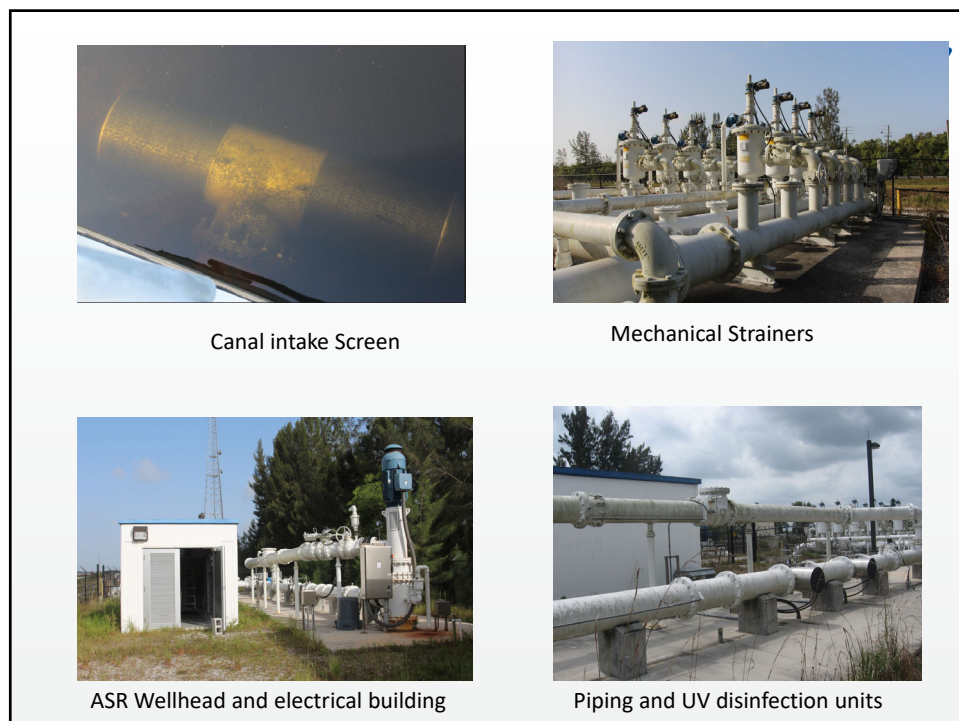 Canal intake Screen
Mechanical Strainers
ASR Wellhead and electrical building
Piping and UV disinfection units